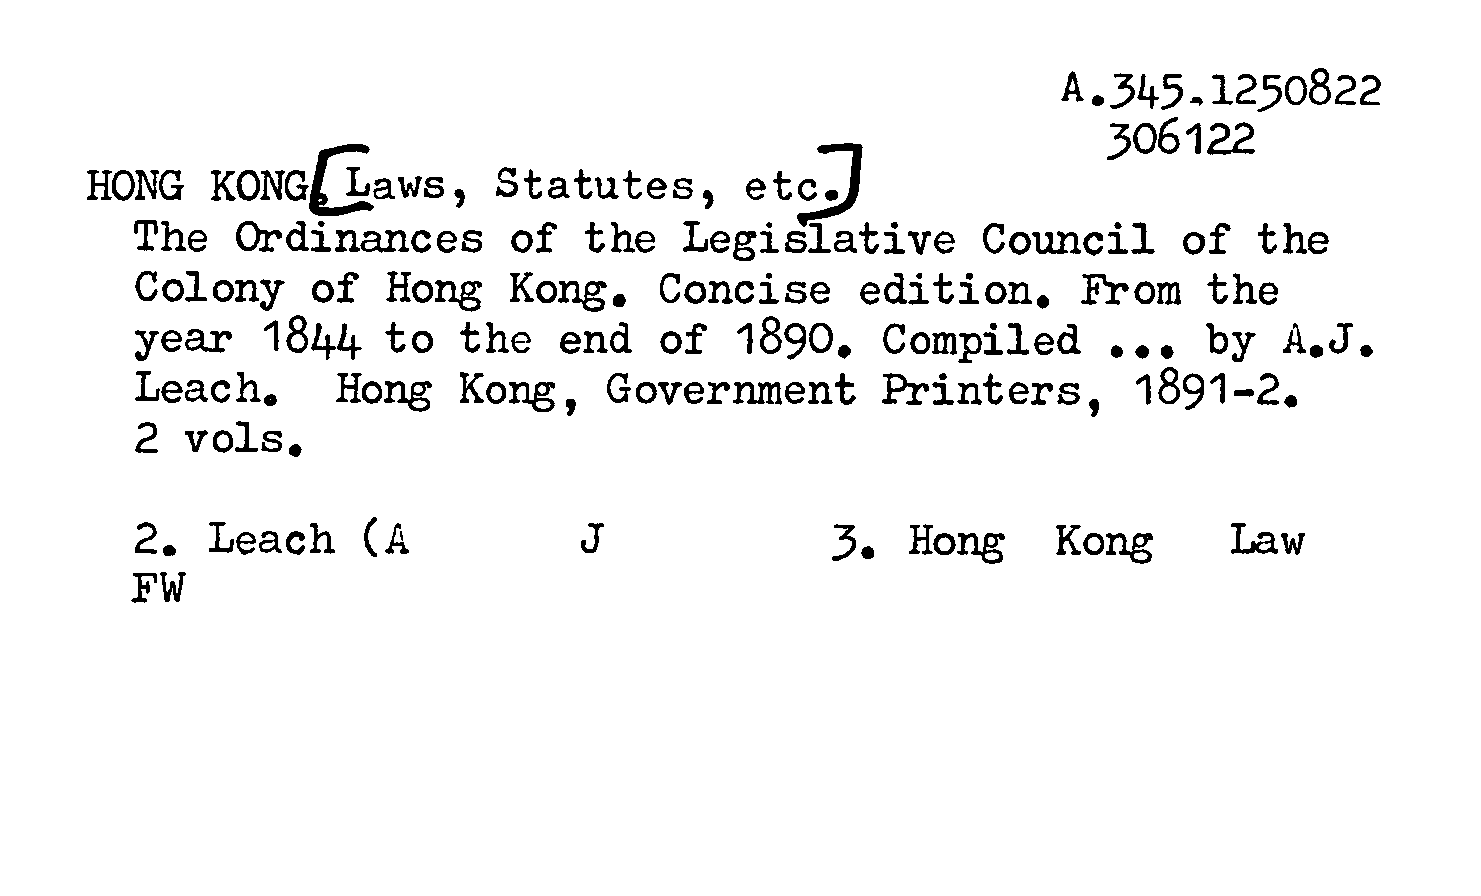 A.345.1250822
306122
HONG KONG[. Laws, Statutes, etc.]
The Ordinances of the Legislative Council of the
Colony of Hong Kong. Concise edition. From the
year 1844 to the end of 1890. Compiled ... by A.J.
Leach. Hong Kong, Government Printers, 1891-2.
2 vols.
2. Leach (A J 3. Hong Kong Law
FW